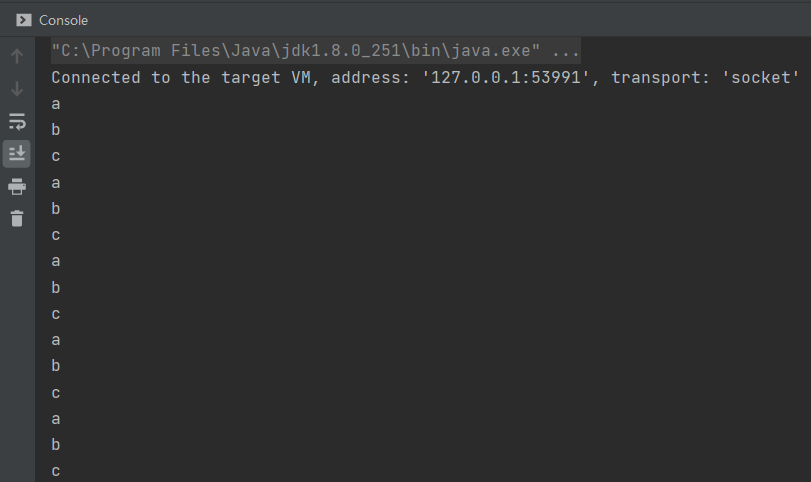 Console
"C:\Program Files\Java\jdk1.8.0_251\bin\java.exe" ...
Connected to the target VM, address: '127.0.0.1:53991', transport: 'socket'
a
b
c
a
b
c
a
b
c
a
b
c
a
b
c